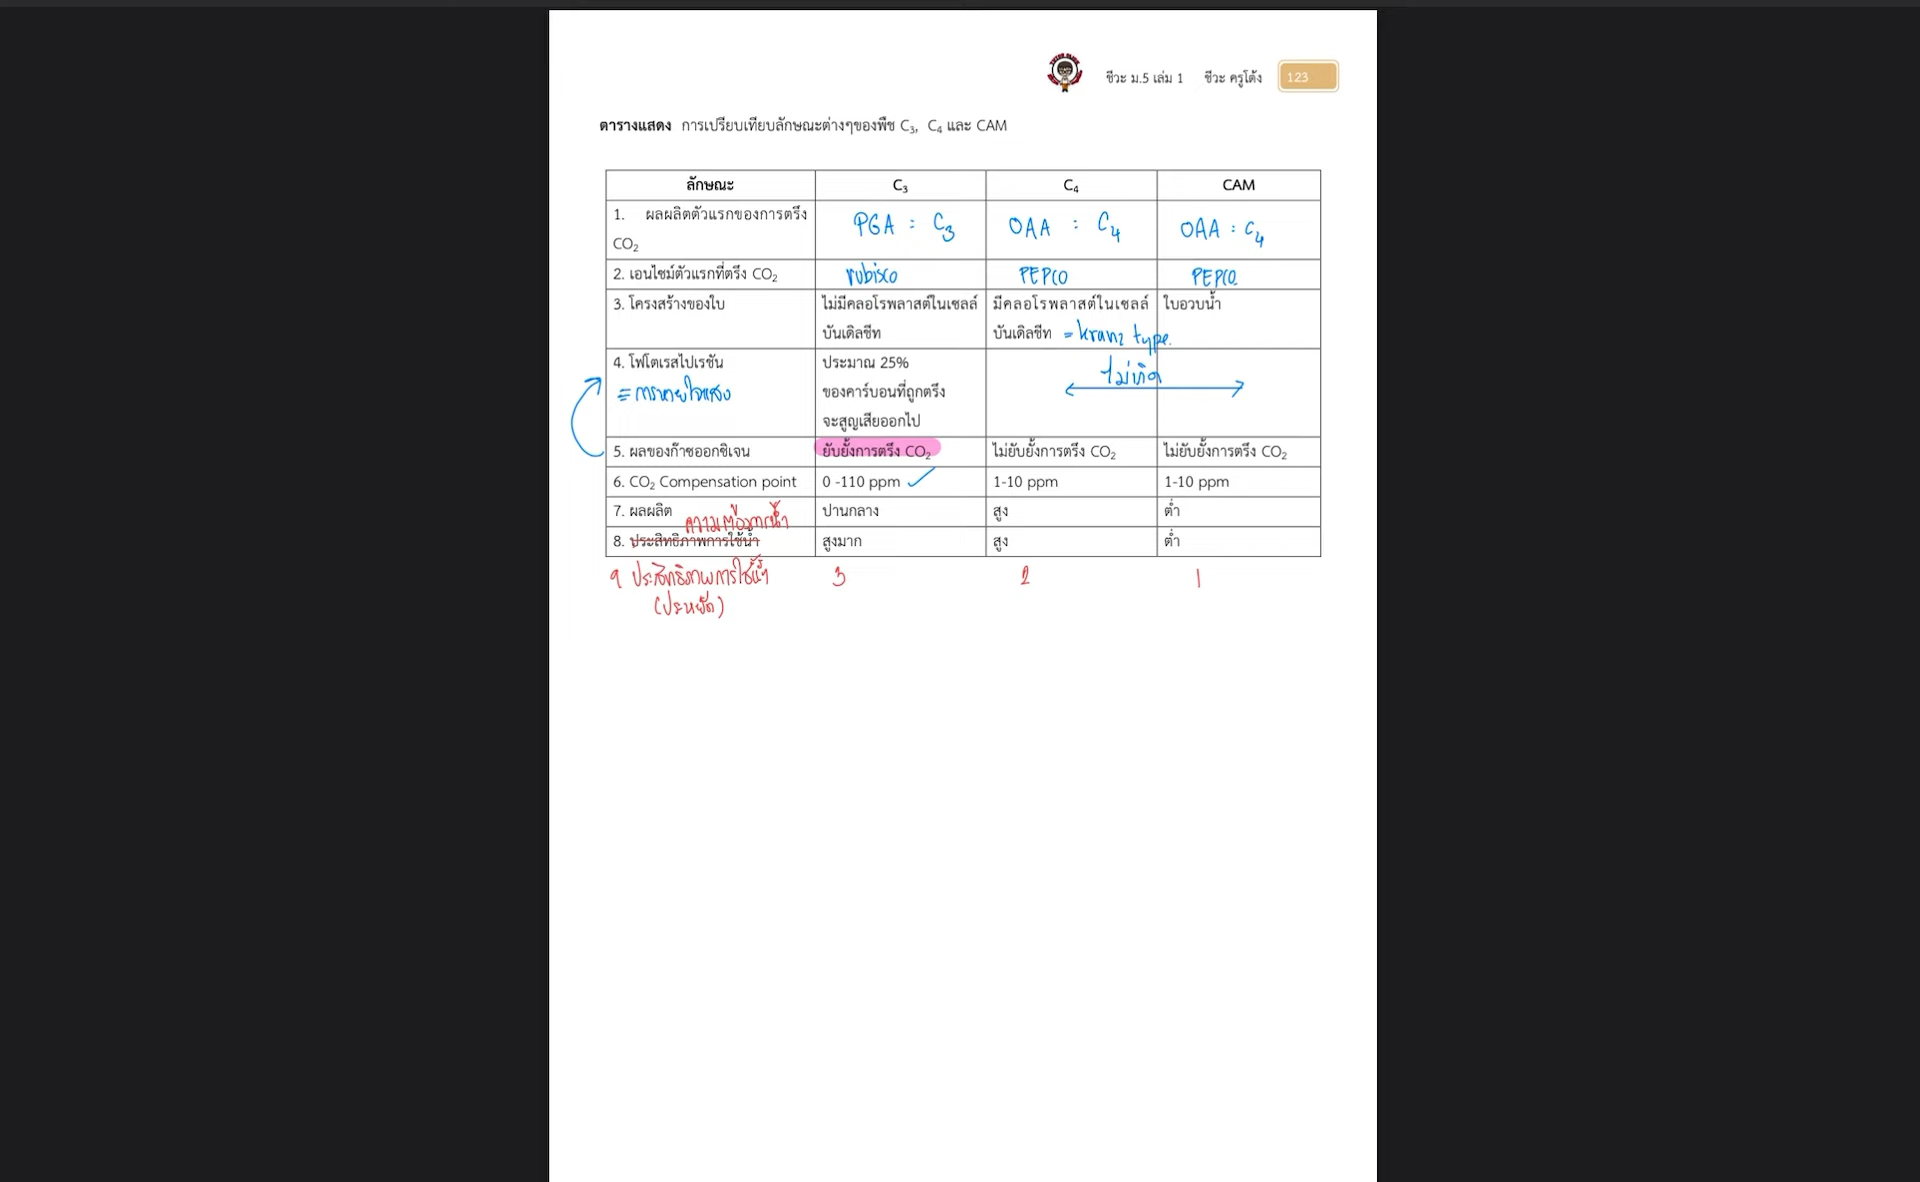 ชีวะ ม.5 เล่ม 1 ชีวะ ครูโต้ง 123
ตารางแสดง การเปรียบเทียบลักษณะต่างๆของพืช C3, C4 และ CAM
ลักษณะ C3 C4 CAM
1. ผลผลิตตัวแรกของการตรึง
CO2
PGA : C3 OAA : C4 OAA : C4
2. เอนไซม์ตัวแรกที่ตรึง CO2 rubisco PEPCO PEPCO
3. โครงสร้างของใบ ไม่มีคลอโรพลาสต์ในเซลล์ มีคลอโรพลาสต์ในเซลล์ ใบอวบน้ำ
บันเดิลชีท บันเดิลชีท = kranz type.
4. โฟโตเรสไปเรชัน ประมาณ 25% ไม่เกิด
= การหายใจแสง ของคาร์บอนที่ถูกตรึง
จะสูญเสียออกไป
5. ผลของก๊าซออกซิเจน ยับยั้งการตรึง CO2 ไม่ยับยั้งการตรึง CO2 ไม่ยับยั้งการตรึง CO2
6. CO2 Compensation point 0 -110 ppm 1-10 ppm 1-10 ppm
7. ผลผลิต ปานกลาง สูง ต่ำ
ความต้องการน้ำ
8. ประสิทธิภาพการใช้น้ำ สูงมาก สูง ต่ำ
9 ประสิทธิภาพการใช้น้ำ 3 2 1
(ประหยัด)